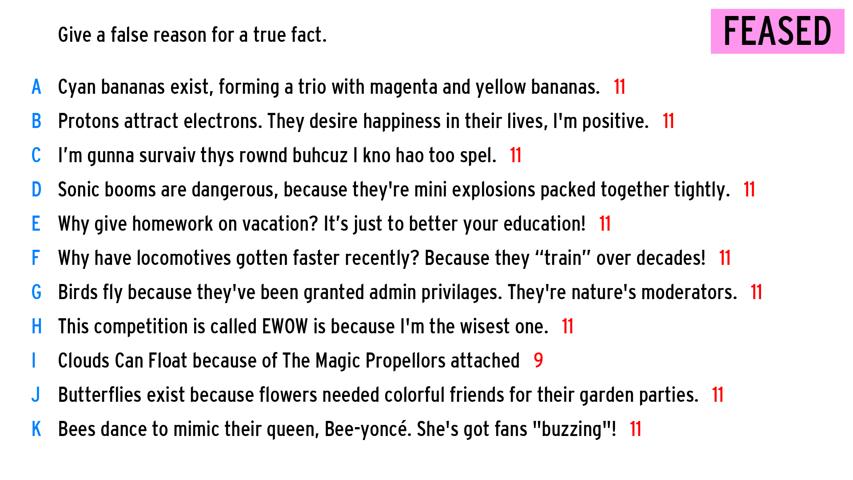 Give a false reason for a true fact.
FEASED
A Cyan bananas exist, forming a trio with magenta and yellow bananas. 11
B Protons attract electrons. They desire happiness in their lives, I'm positive. 11
C I’m gunna survaiv thys rownd buhcuz I kno hao too spel. 11
D Sonic booms are dangerous, because they're mini explosions packed together tightly. 11
E Why give homework on vacation? It’s just to better your education! 11
F Why have locomotives gotten faster recently? Because they “train” over decades! 11
G Birds fly because they've been granted admin privilages. They're nature's moderators. 11
H This competition is called EWOW is because I'm the wisest one. 11
I Clouds Can Float because of The Magic Propellors attached 9
J Butterflies exist because flowers needed colorful friends for their garden parties. 11
K Bees dance to mimic their queen, Bee-yoncé. She's got fans "buzzing"! 11